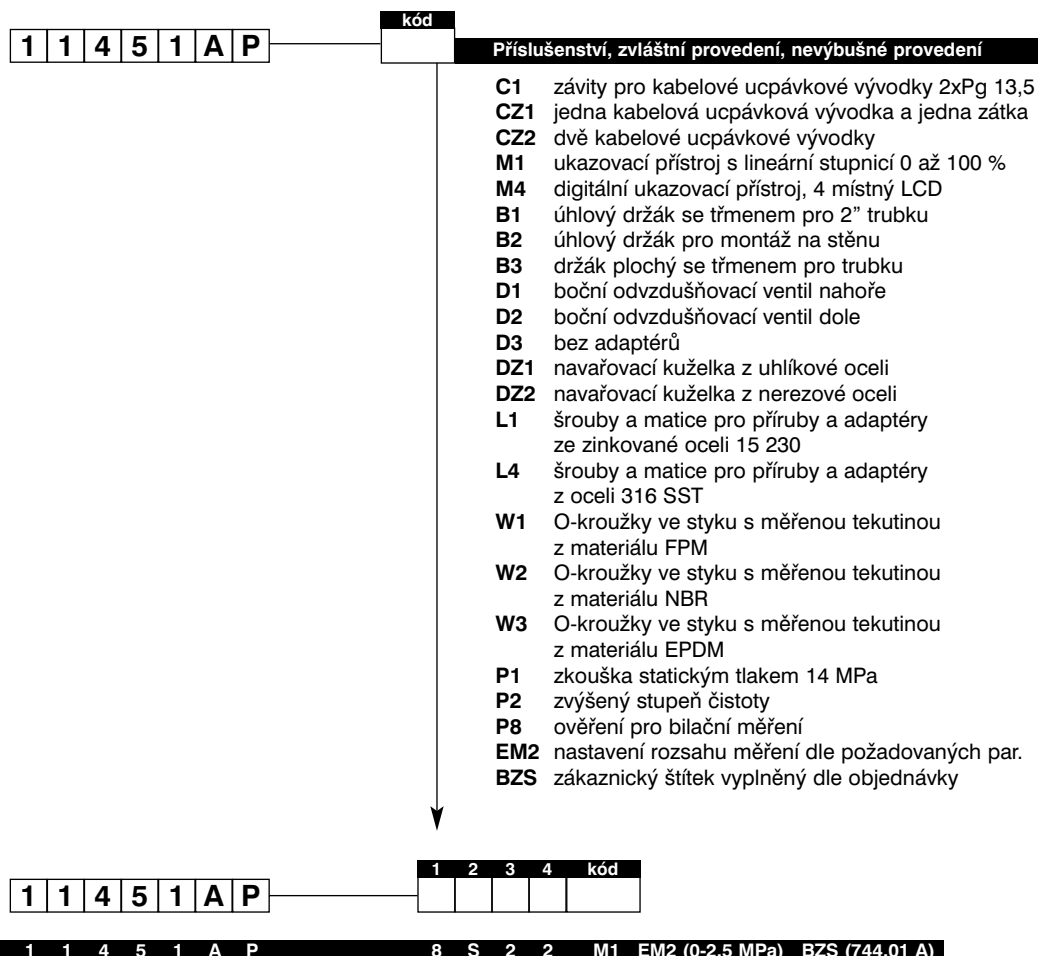 kód
1 1 4 5 1 A P
Příslušenství, zvláštní provedení, nevýbušné provedení
C1 závity pro kabelové ucpávkové vývodky 2xPg 13,5
CZ1 jedna kabelová ucpávková vývodka a jedna zátka
CZ2 dvě kabelové ucpávkové vývodky
M1 ukazovací přístroj s lineární stupnicí 0 až 100 %
M4 digitální ukazovací přístroj, 4 místný LCD
B1 úhlový držák se třmenem pro 2” trubku
B2 úhlový držák pro montáž na stěnu
B3 držák plochý se třmenem pro trubku
D1 boční odvzdušňovací ventil nahoře
D2 boční odvzdušňovací ventil dole
D3 bez adaptérů
DZ1 navařovací kuželka z uhlíkové oceli
DZ2 navařovací kuželka z nerezové oceli
L1 šrouby a matice pro příruby a adaptéry
ze zinkované oceli 15 230
L4 šrouby a matice pro příruby a adaptéry
z oceli 316 SST
W1 O-kroužky ve styku s měřenou tekutinou
z materiálu FPM
W2 O-kroužky ve styku s měřenou tekutinou
z materiálu NBR
W3 O-kroužky ve styku s měřenou tekutinou
z materiálu EPDM
P1 zkouška statickým tlakem 14 MPa
P2 zvýšený stupeň čistoty
P8 ověření pro bilační měření
EM2 nastavení rozsahu měření dle požadovaných par.
BZS zákaznický štítek vyplněný dle objednávky
1 2 3 4 kód
1 1 4 5 1 A P
1 1 4 5 1 A P 8 S 2 2 M1 EM2 (0-2,5 MPa) BZS (744.01 A)